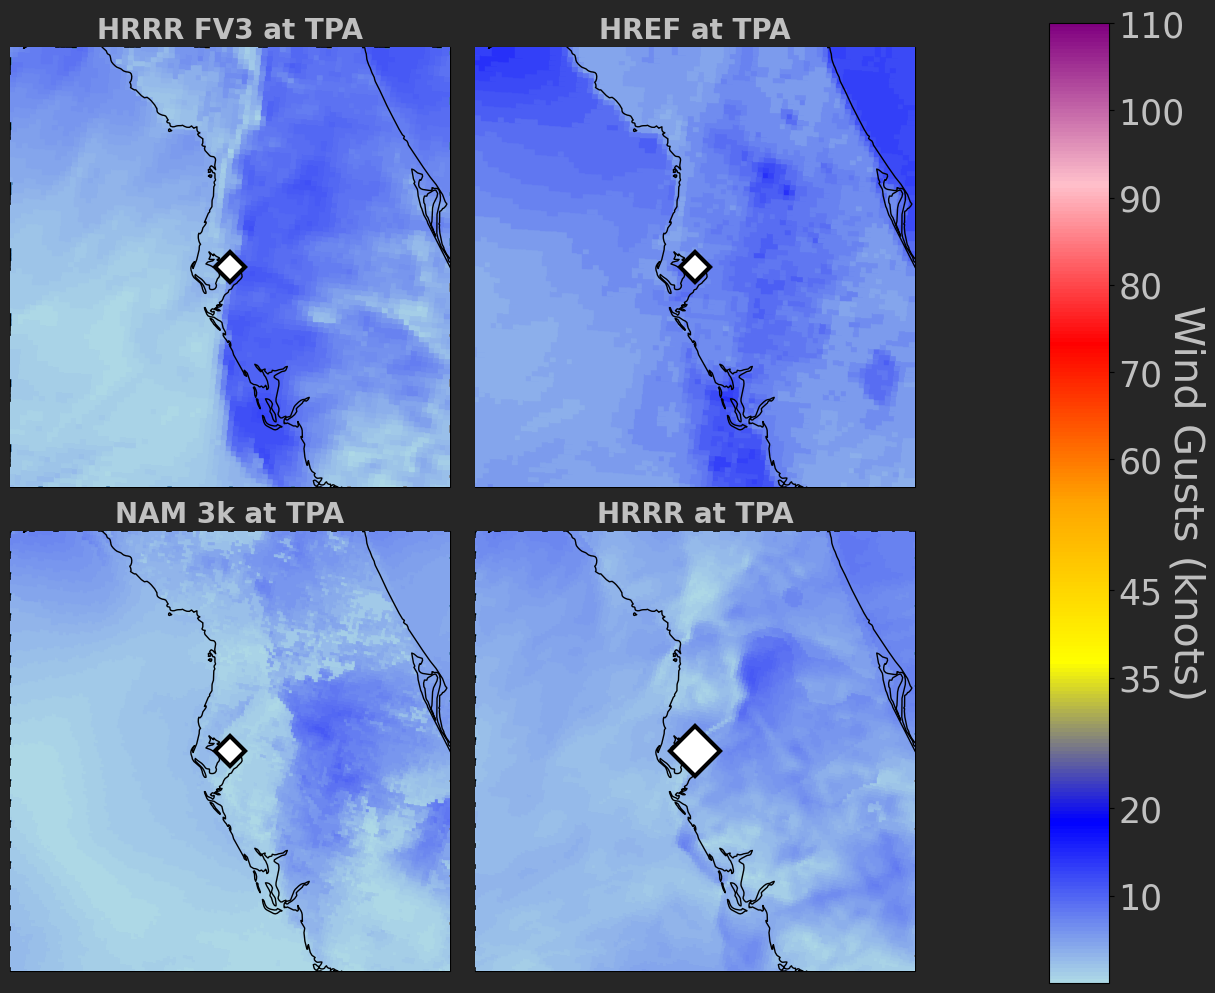 HRRR FV3 at TPA
HREF at TPA
NAM 3k at TPA
HRRR at TPA
110
100
90
80
70
60
45
35
20
10
Wind Gusts (knots)